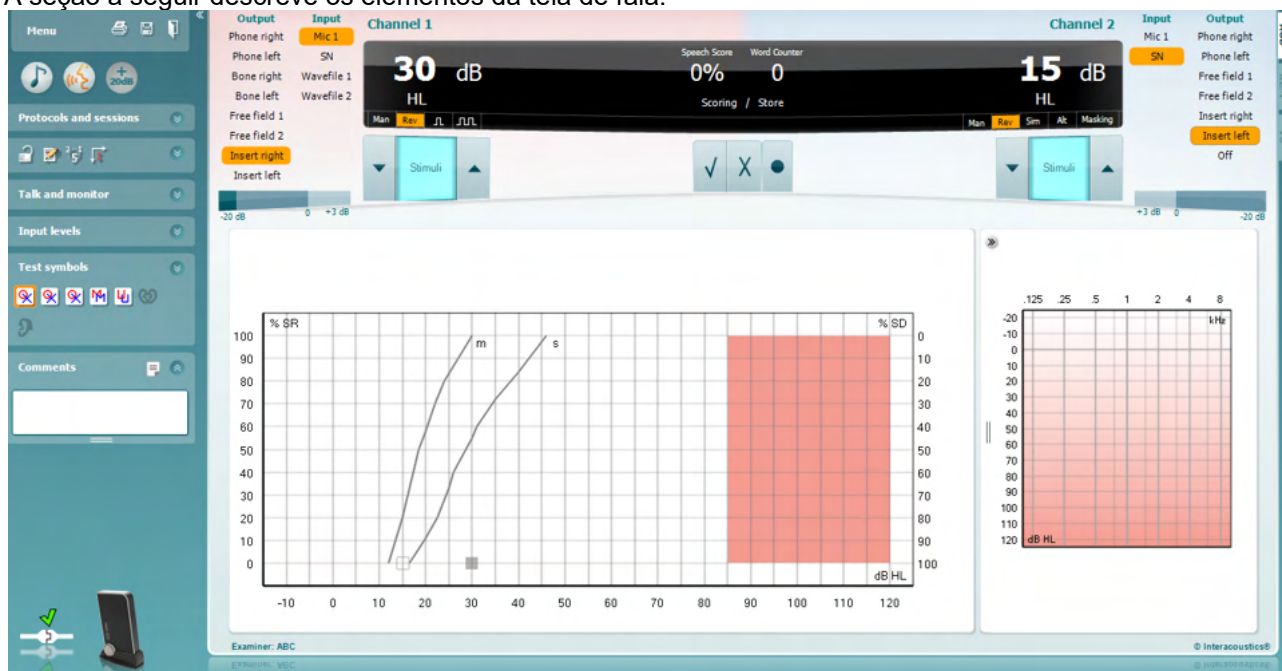 A seção a seguir descreve os elementos da tela de fala.
Menu
20dB
Protocols and sessions
Talk and monitor
Input levels
Test symbols
Comments
Output Input Channel 1
Phone right Mic 1
Phone left SN
Bone right Wavefile 1
Bone left Wavefile 2
Free field 1
Free field 2
Insert right
Insert left
30 dB
HL
Man Rev
Stimuli
-20 dB 0 +3 dB
Speech Score Word Counter
0% 0
Scoring / Store
Channel 2 Input Output
Mic 1 Phone right
SN Phone left
Free field 1
Free field 2
Insert right
Insert left
Off
15 dB
HL
Man Rev Sim Alt Masking
Stimuli
+3 dB 0 -20 dB
% SR % SD
m s
100 0
90 10
80 20
70 30
60 40
50 50
40 60
30 70
20 80
10 90
0 100
dB HL
-10 0 10 20 30 40 50 60 70 80 90 100 110 120
.125 .25 .5 1 2 4 8
kHz
-20
-10
0
10
20
30
40
50
60
70
80
90
100
110
120 dB HL
Examiner: ABC
© Interacoustics®